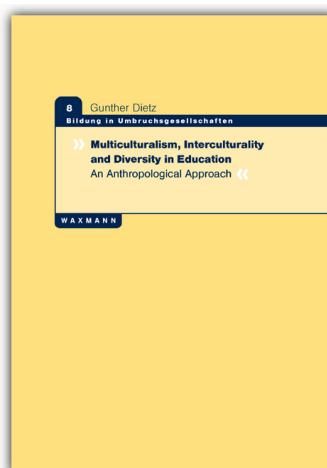 8 Gunther Dietz
Bildung in Umbruchsgesellschaften
» Multiculturalism, Interculturality
and Diversity in Education
An Anthropological Approach «
WAXMANN